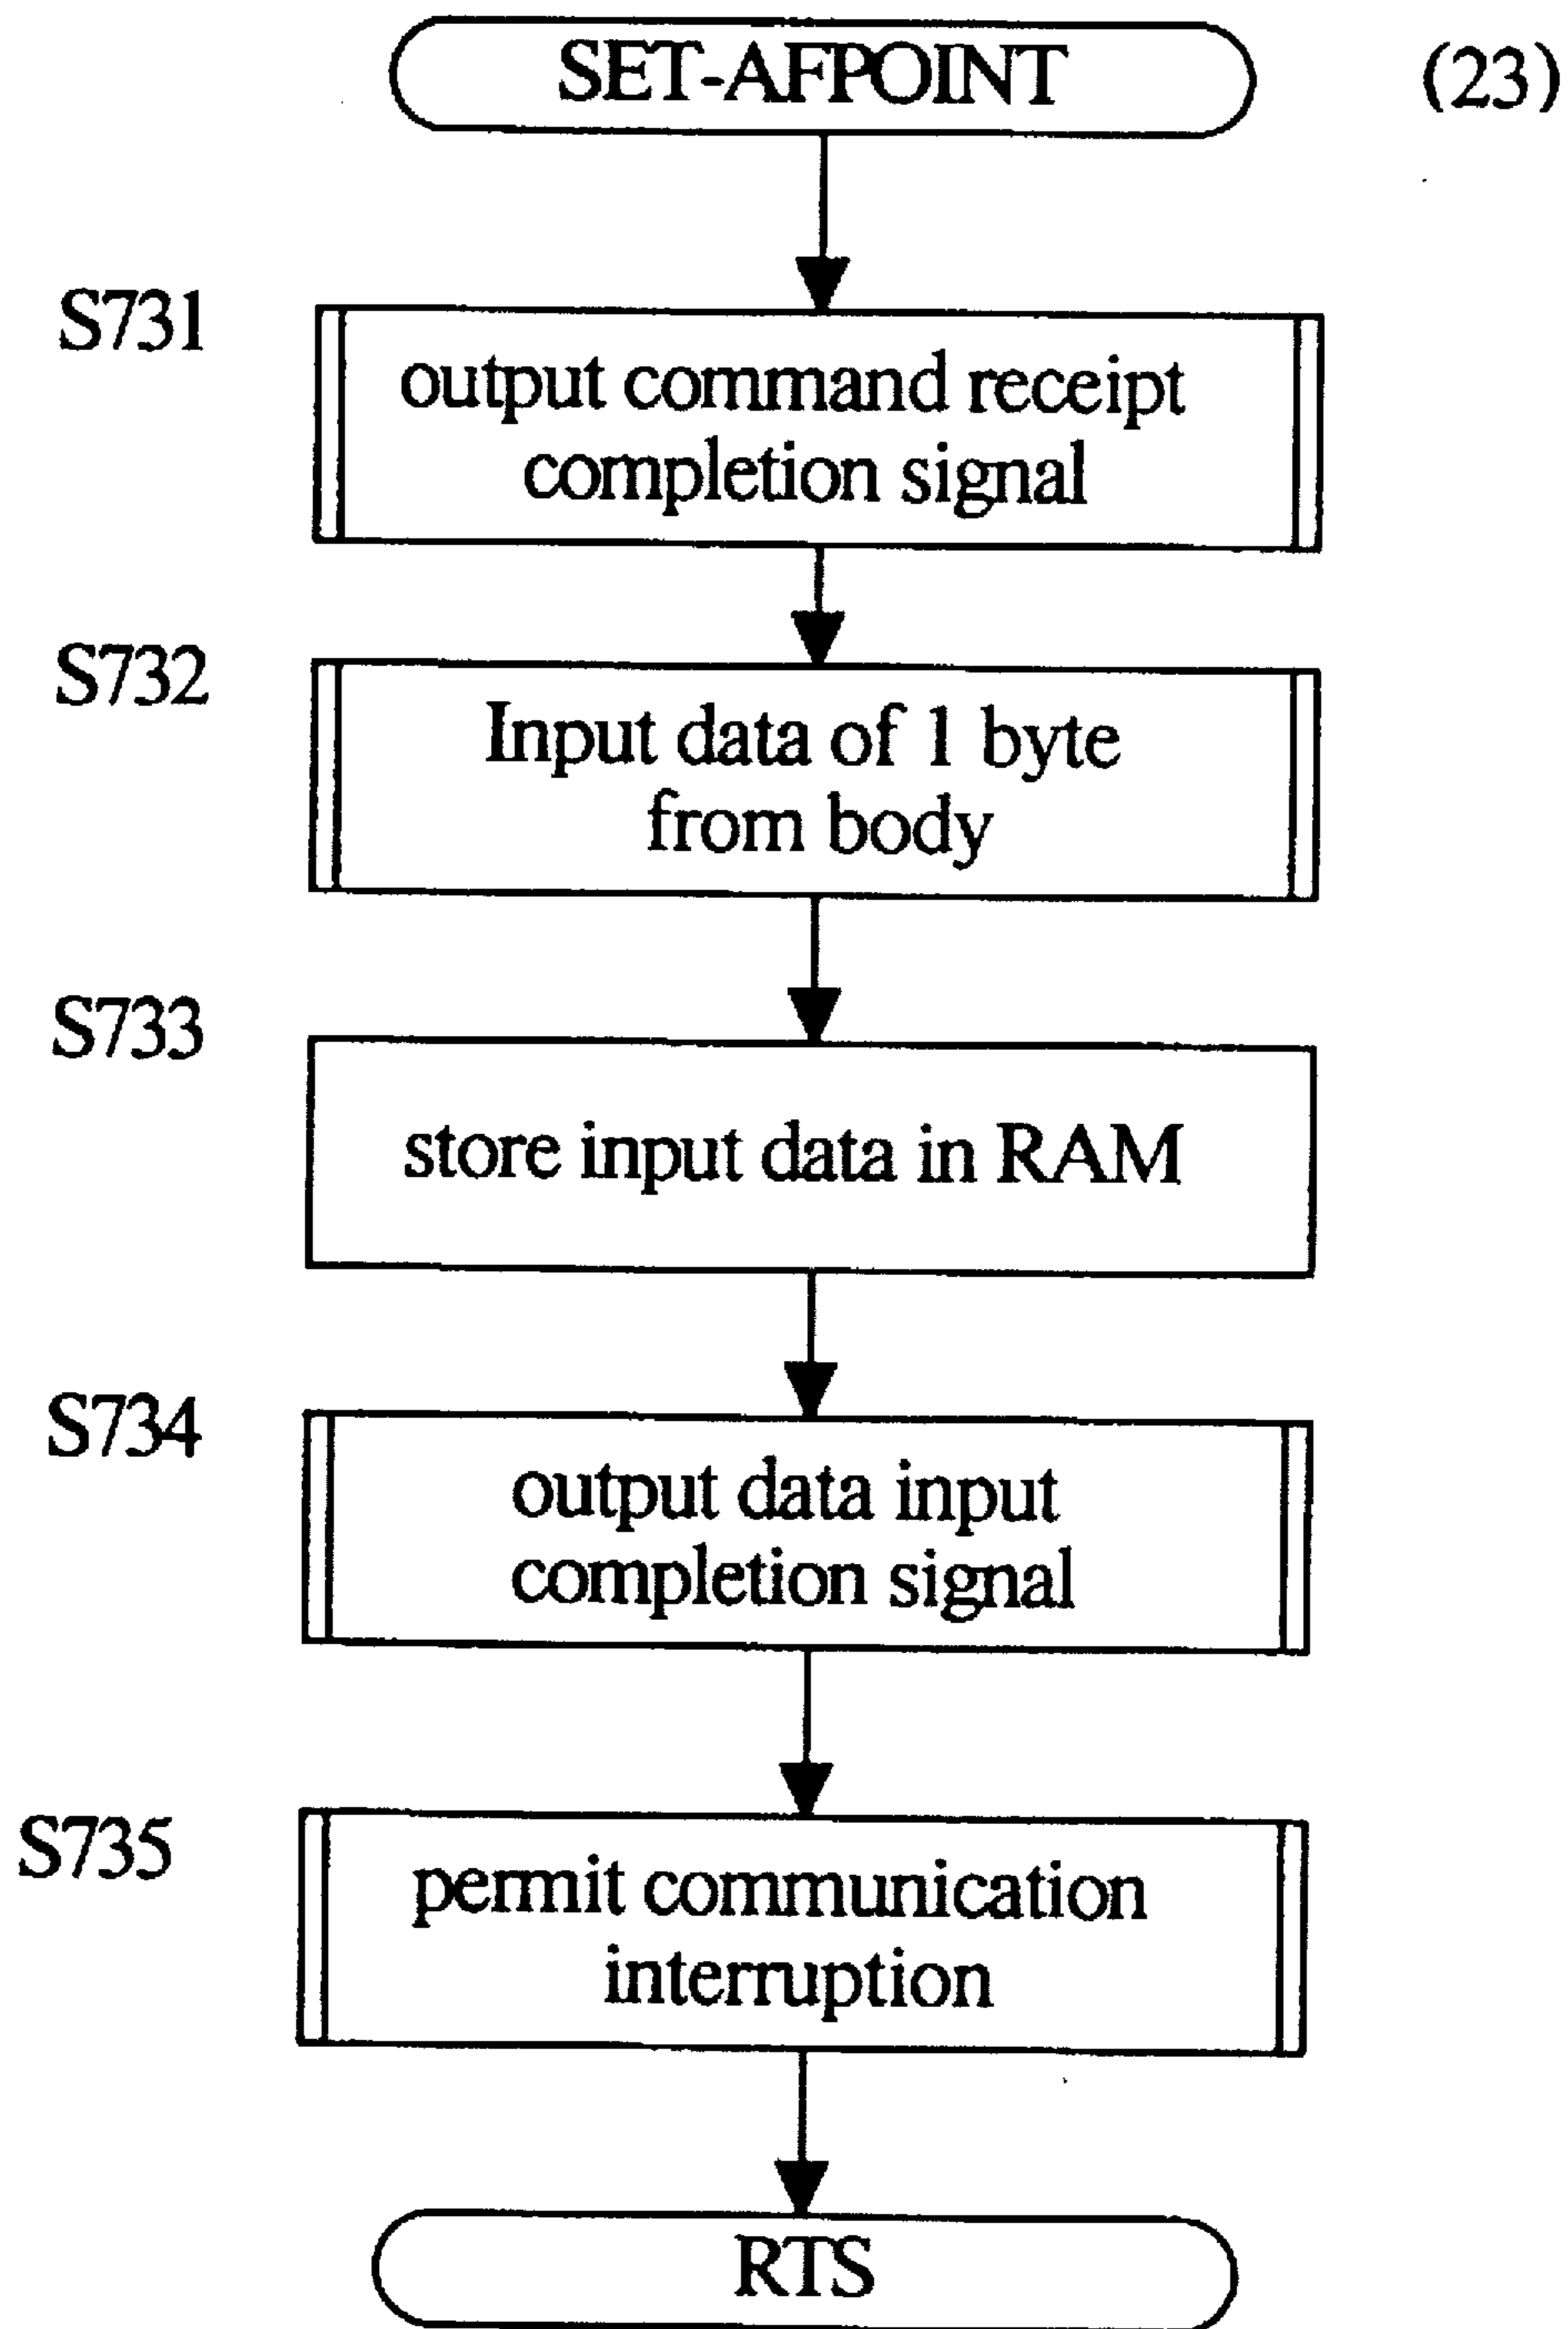 SET-AFPOINT
(23)
S731
output command receipt
completion signal
S732
Input data of 1 byte
from body
S733
store input data in RAM
S734
output data input
completion signal
S735
permit communication
interruption
RTS